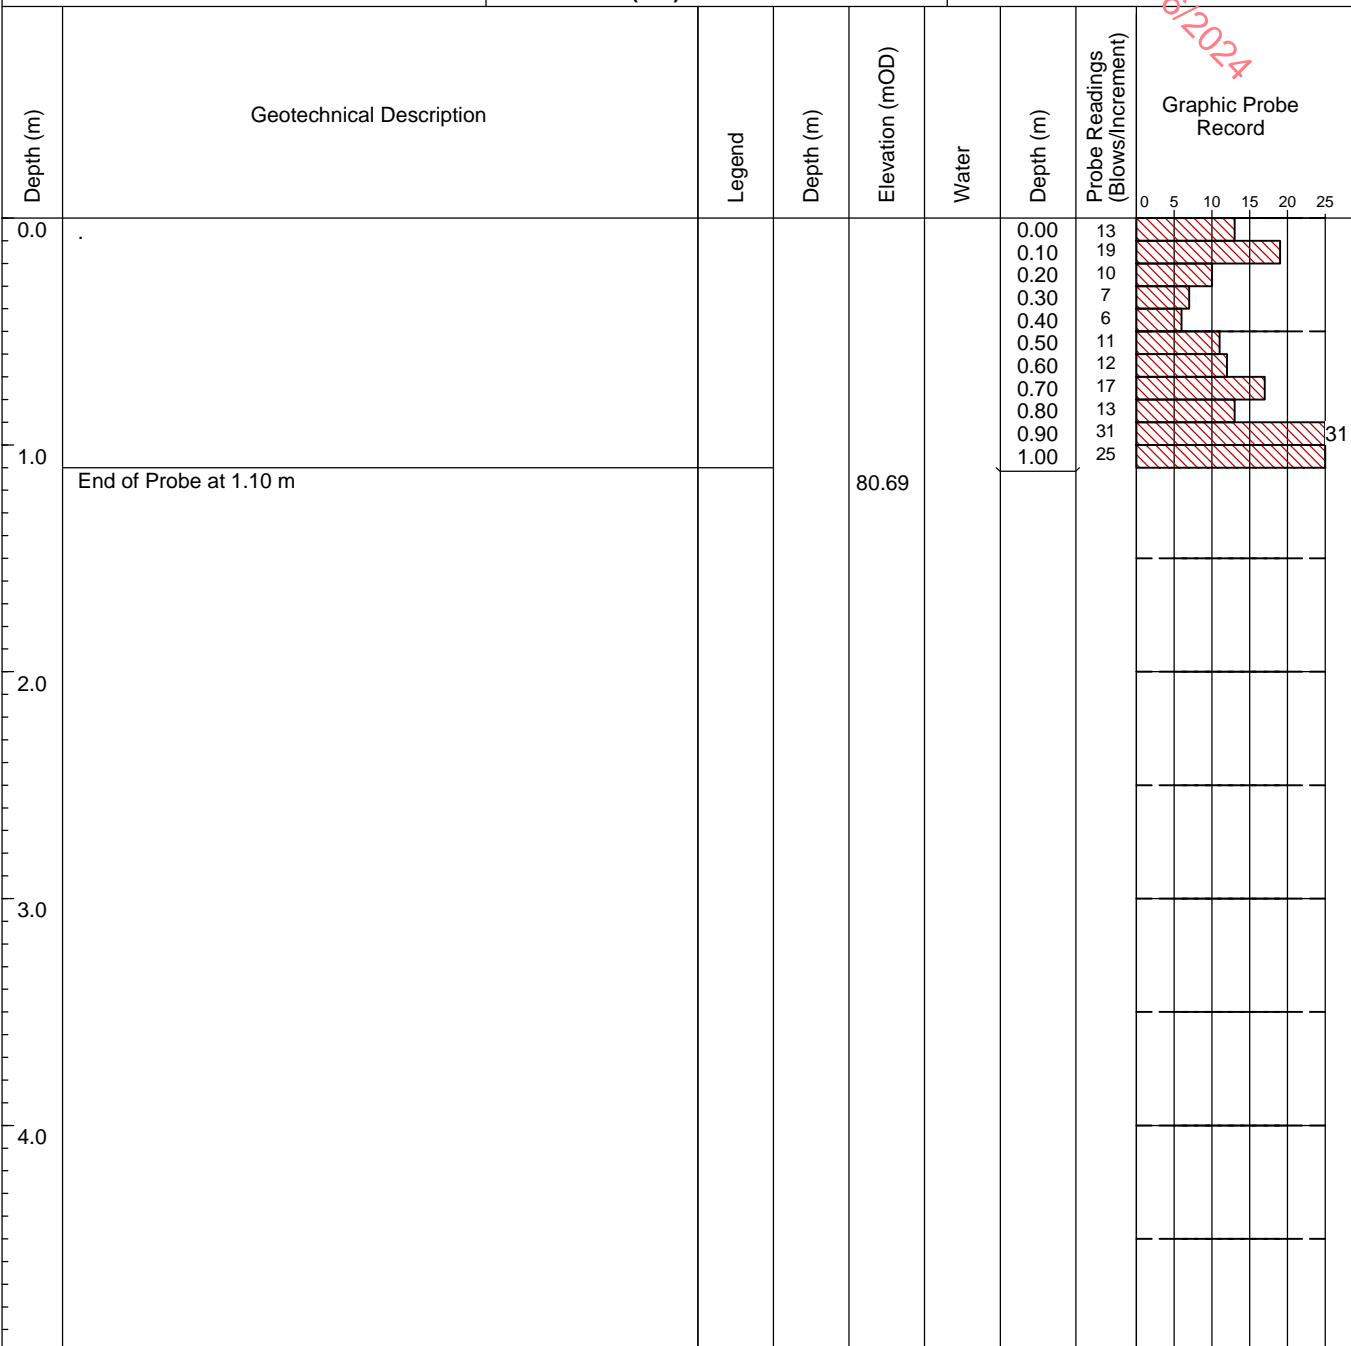 6/2024
Depth (m)
Geotechnical Description
Legend
Depth (m)
Elevation (mOD)
Water
Depth (m)
Probe Readings
(Blows/Increment)
Graphic Probe
Record
0 5 10 15 20 25
0.0 . 0.00 13
0.10 19
0.20 10
0.30 7
0.40 6
0.50 11
0.60 12
0.70 17
0.80 13
0.90 31 31
1.0 1.00 25
End of Probe at 1.10 m 80.69
2.0
3.0
4.0